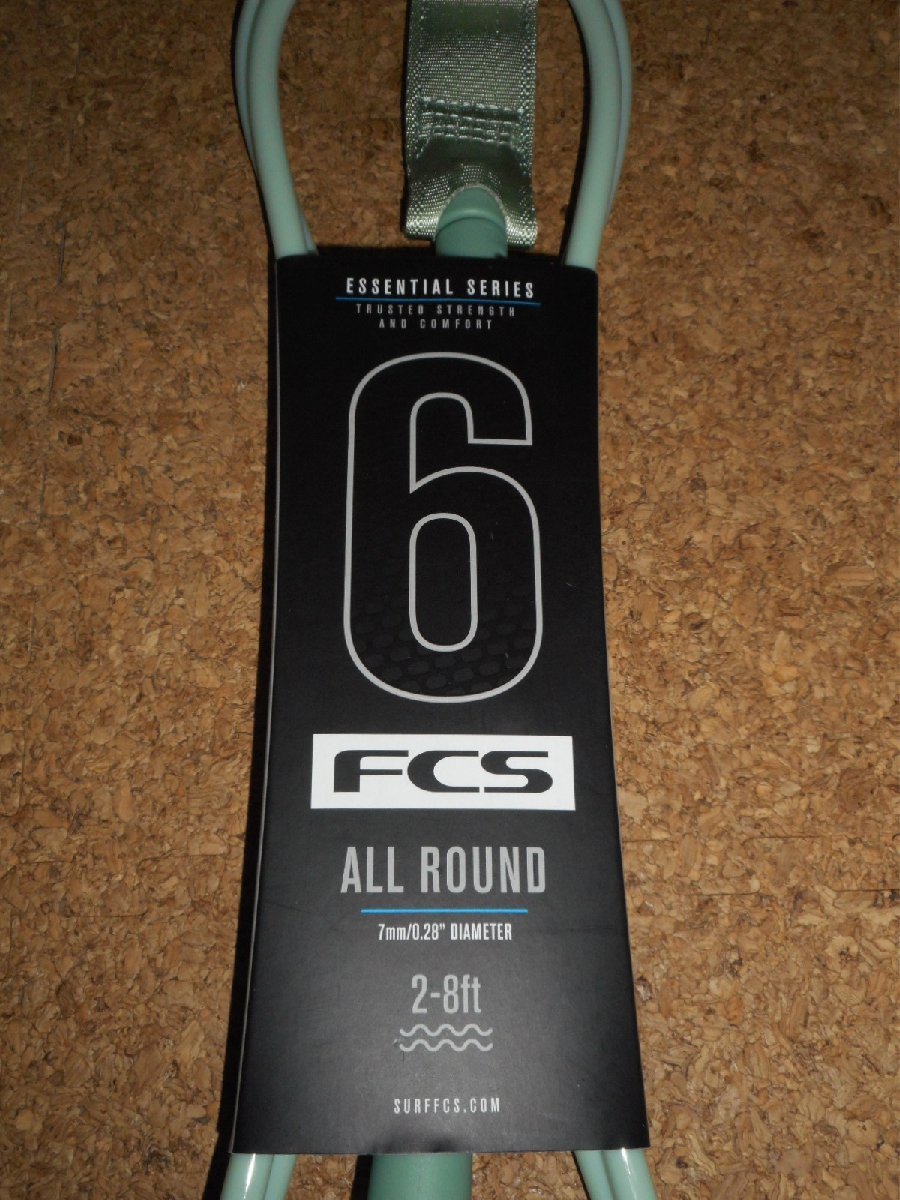 ESSENTIAL SERIES
TRUSTED STRENGTH
AND COMFORT
6
FCS
ALL ROUND
7mm/0.28" DIAMETER
2-8ft
SURFFCS.COM